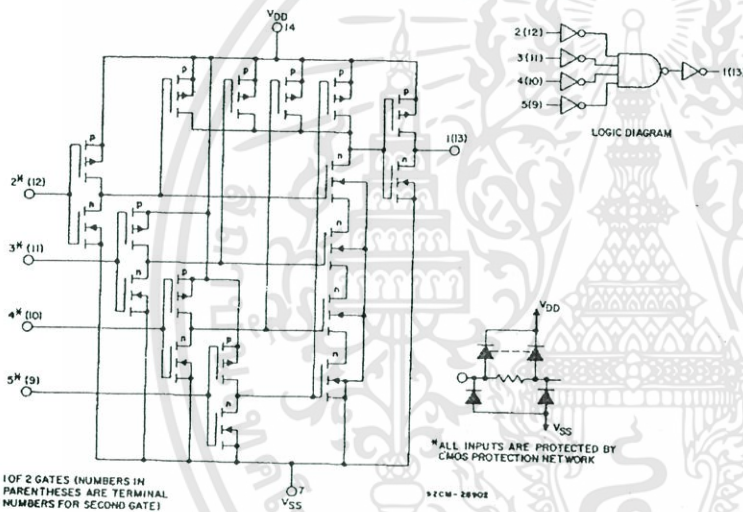 VDD
14
2(12)
3(11)
4(10)
5(9)
1(13)
LOGIC DIAGRAM
p
p
p
p
p
p
1(13)
n
n
2*(12)
n
p
n
3*(11)
n
p
n
4*(10)
n
p
n
5*(9)
n
VDD
VSS
*ALL INPUTS ARE PROTECTED BY
CMOS PROTECTION NETWORK
7
VSS
1 OF 2 GATES (NUMBERS IN
PARENTHESES ARE TERMINAL
NUMBERS FOR SECOND GATE)
92CM-28902